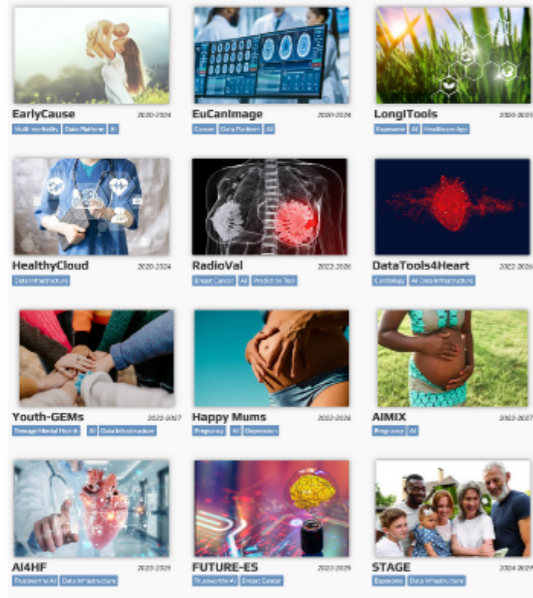 EarlyCause 2020-2024
Multi-morbidity Data Platform AI
EuCanImage 2020-2024
Cancer Data Platform AI
LongITools 2020-2025
Exposome AI Healthcare App
HealthyCloud 2020-2024
Data Infrastructure
RadioVal 2022-2026
Breast Cancer AI Prediction Tool
DataTools4Heart 2022-2026
Cardiology AI Data Infrastructure
Youth-GEMs 2022-2027
Teenage Mental Health AI Data Infrastructure
Happy Mums 2022-2026
Pregnancy AI Depression
AIMIX 2022-2027
Pregnancy AI
AI4HF 2023-2025
Trustworthy AI Data Infrastructure
FUTURE-ES 2023-2025
Trustworthy AI Breast Cancer
STAGE 2024-2029
Exposome Data Infrastructure